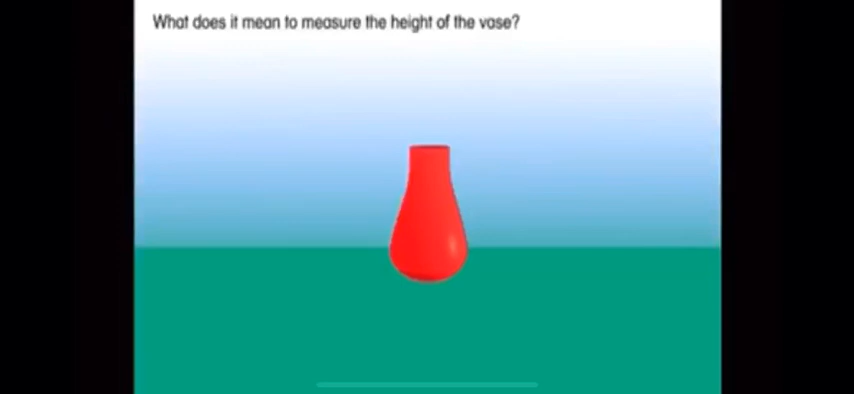 What does it mean to measure the height of the vase?